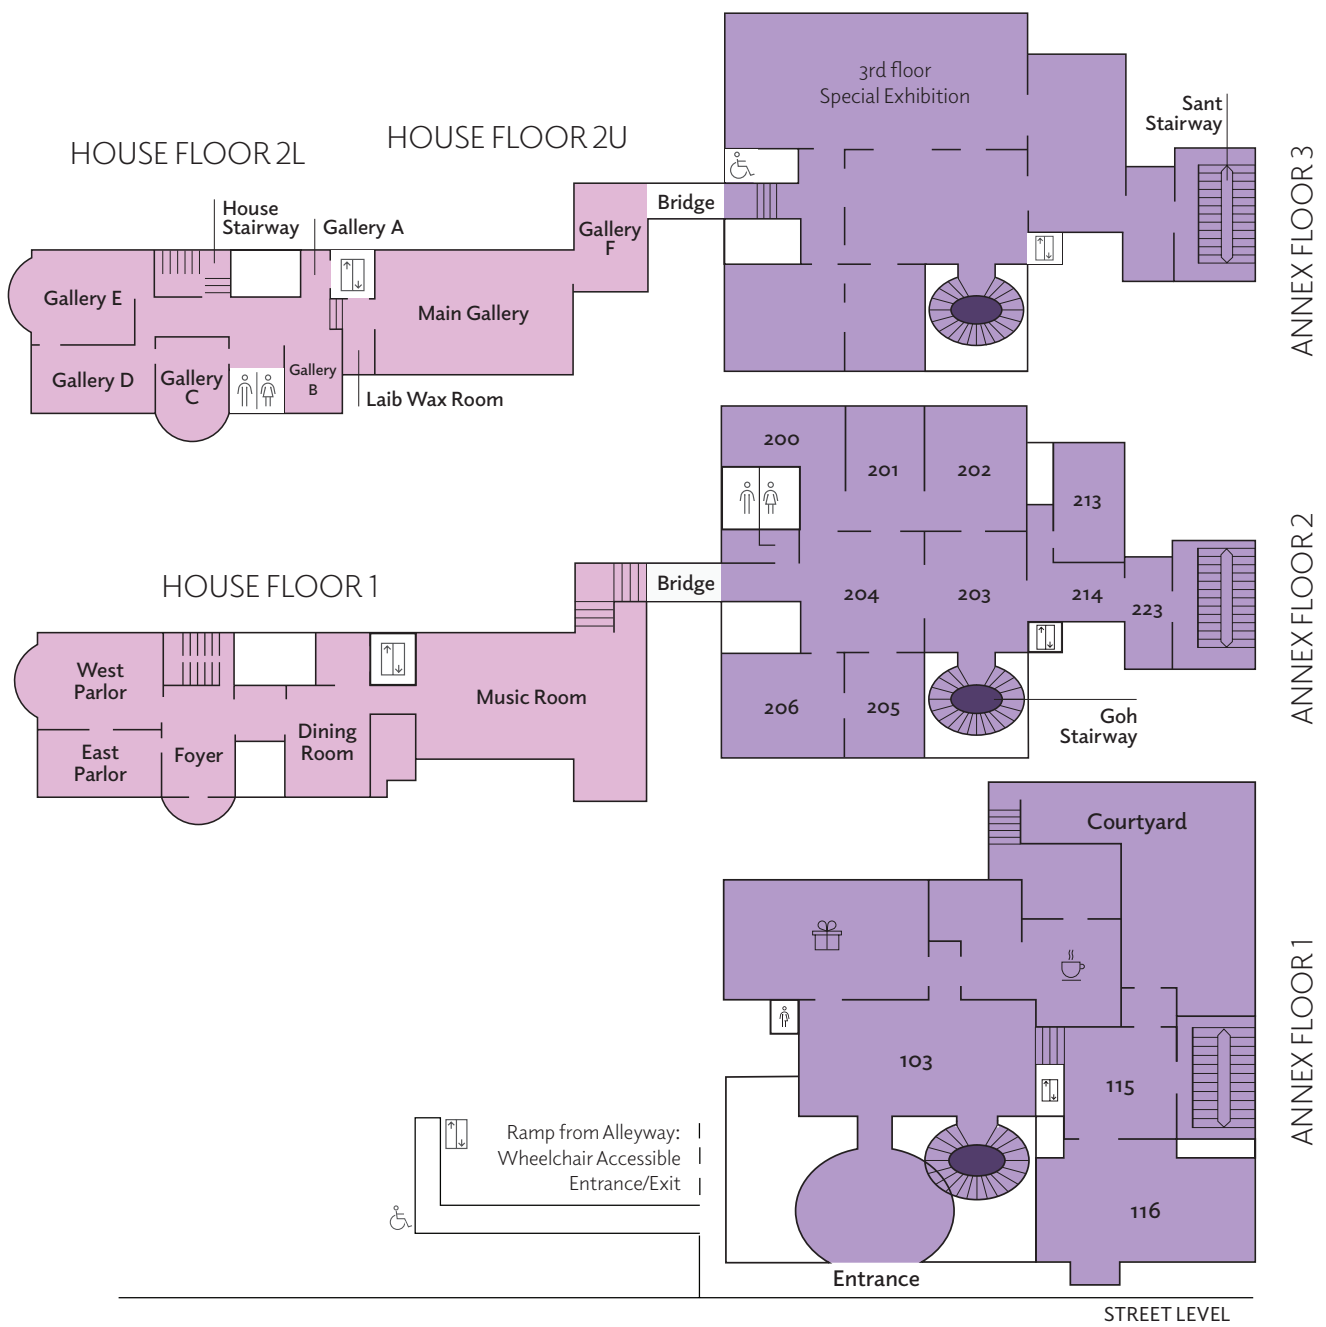 3rd floor
Special Exhibition
Sant
Stairway
ANNEX FLOOR 3
HOUSE FLOOR 2L
HOUSE FLOOR 2U
House
Stairway
Gallery A
Gallery
F
Bridge
Gallery E
Main Gallery
Gallery D
Gallery
C
Gallery
B
Laib Wax Room
200
201
202
213
ANNEX FLOOR 2
HOUSE FLOOR 1
Bridge
204
203
214
223
West
Parlor
Music Room
206
205
Goh
Stairway
East
Parlor
Foyer
Dining
Room
Courtyard
ANNEX FLOOR 1
103
115
Ramp from Alleyway:
Wheelchair Accessible
Entrance/Exit
116
Entrance
STREET LEVEL